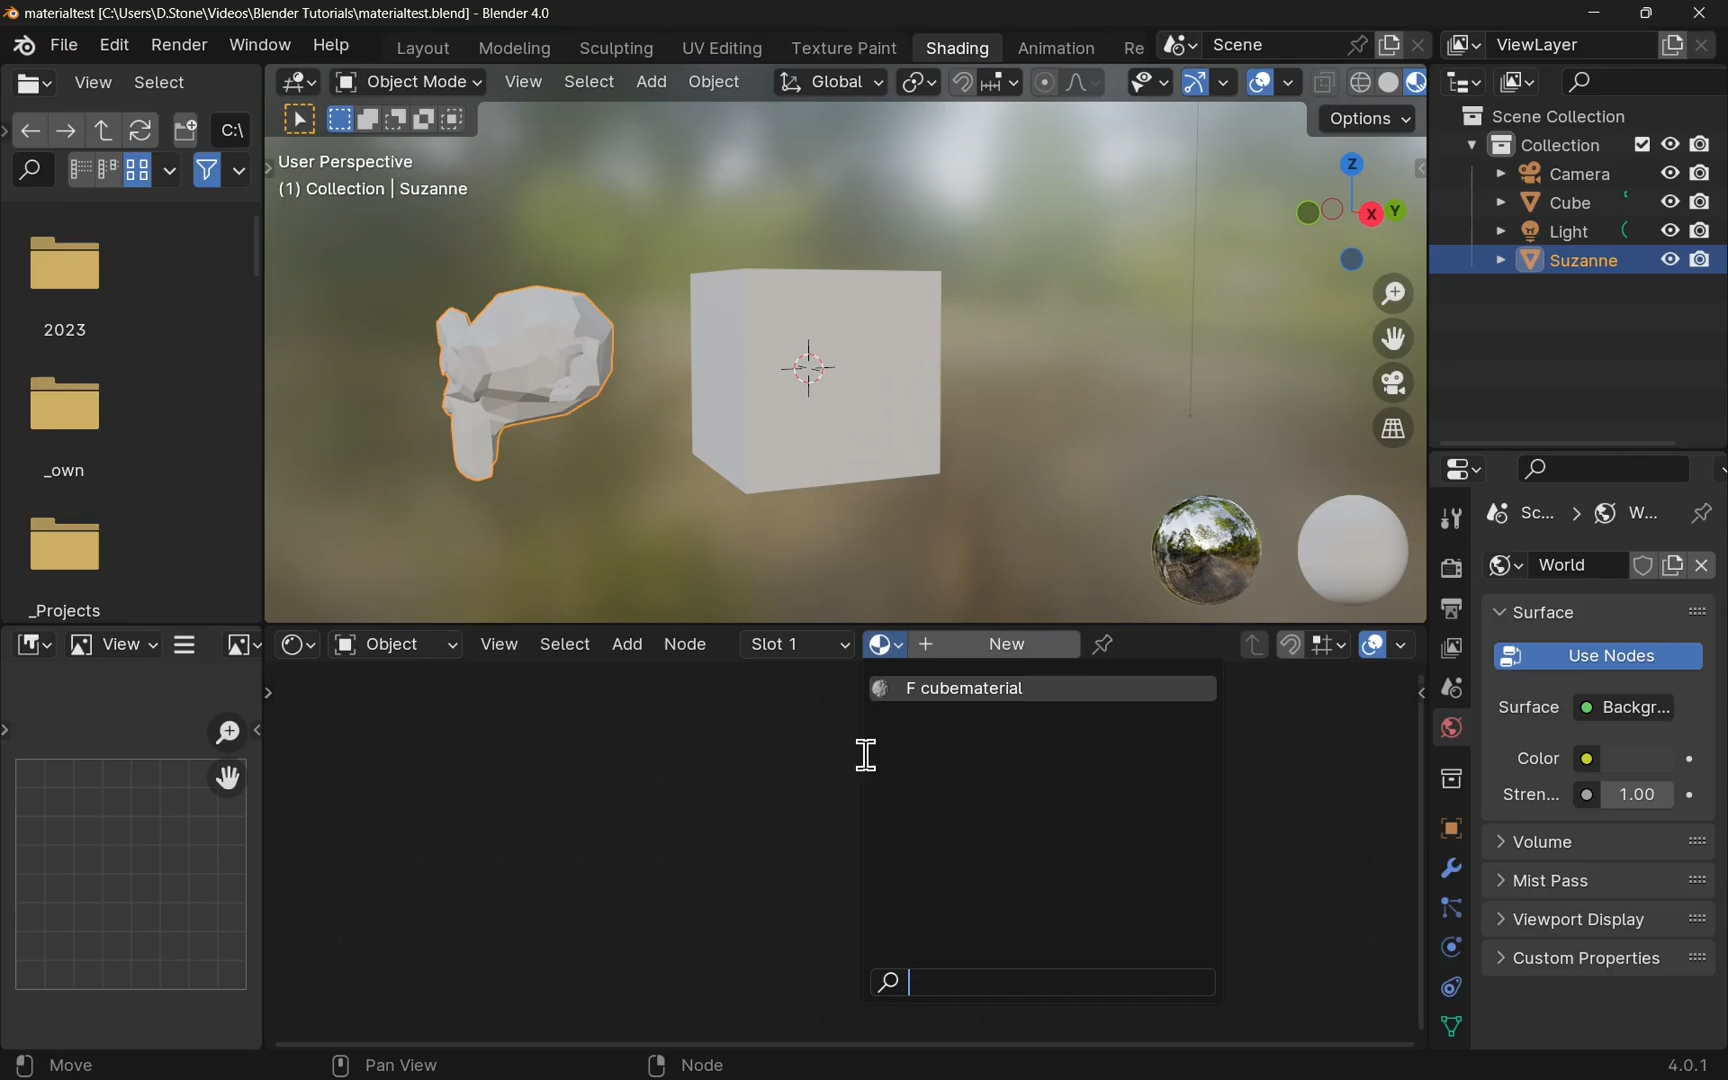 materialtest [C:\Users\D.Stone\Videos\Blender Tutorials\materialtest.blend] - Blender 4.0
File Edit Render Window Help
Layout Modeling Sculpting UV Editing Texture Paint Shading Animation Re
Scene
ViewLayer
View Select
Object Mode View Select Add Object Global
C:\
Options
User Perspective
(1) Collection | Suzanne
Z
X
Y
2023
_own
_Projects
Scene Collection
Collection
Camera
Cube
Light
Suzanne
Sc... W...
World
Surface
Use Nodes
Surface Backgr...
Color
Stren... 1.00
Volume
Mist Pass
Viewport Display
Custom Properties
View
Object View Select Add Node Slot 1 New
F cubematerial
Move Pan View Node 4.0.1